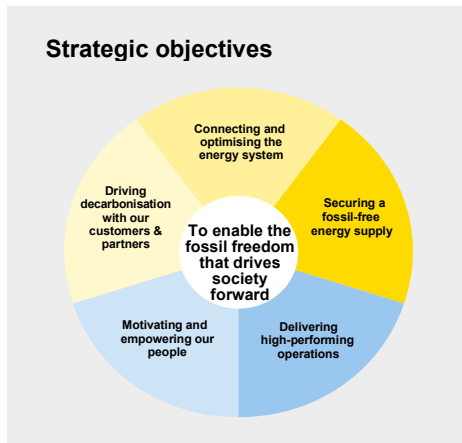 Strategic objectives
Connecting and
optimising the
energy system
Driving
decarbonisation
with our
customers &
partners
Securing a
fossil-free
energy supply
To enable the
fossil freedom
that drives
society
forward
Motivating and
empowering our
people
Delivering
high-performing
operations